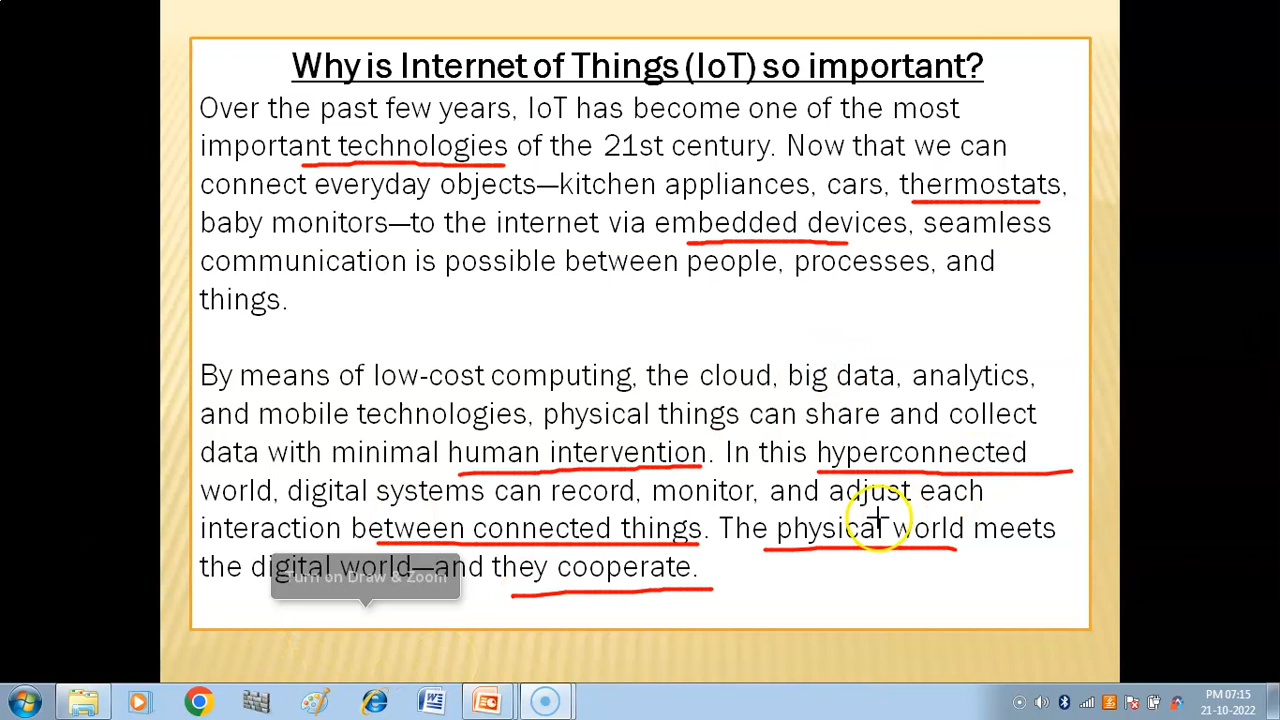 Why is Internet of Things (IoT) so important?
Over the past few years, IoT has become one of the most
important technologies of the 21st century. Now that we can
connect everyday objects—kitchen appliances, cars, thermostats,
baby monitors—to the internet via embedded devices, seamless
communication is possible between people, processes, and
things.
By means of low-cost computing, the cloud, big data, analytics,
and mobile technologies, physical things can share and collect
data with minimal human intervention. In this hyperconnected
world, digital systems can record, monitor, and adjust each
interaction between connected things. The physical world meets
the digital world—and they cooperate.
Turn on Draw & Zoom
PM 07:15
21-10-2022